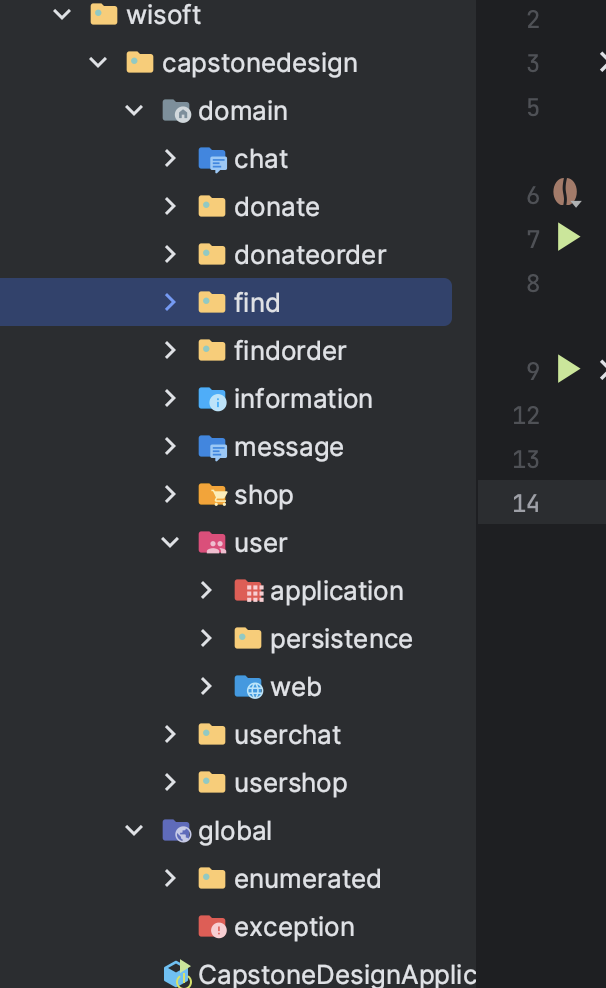 wisoft
capstonedesign
domain
chat
donate
donateorder
find
findorder
information
message
shop
user
application
persistence
web
userchat
usershop
global
enumerated
exception
CapstoneDesignApplic
2
3
5
6
7
8
9
12
13
14